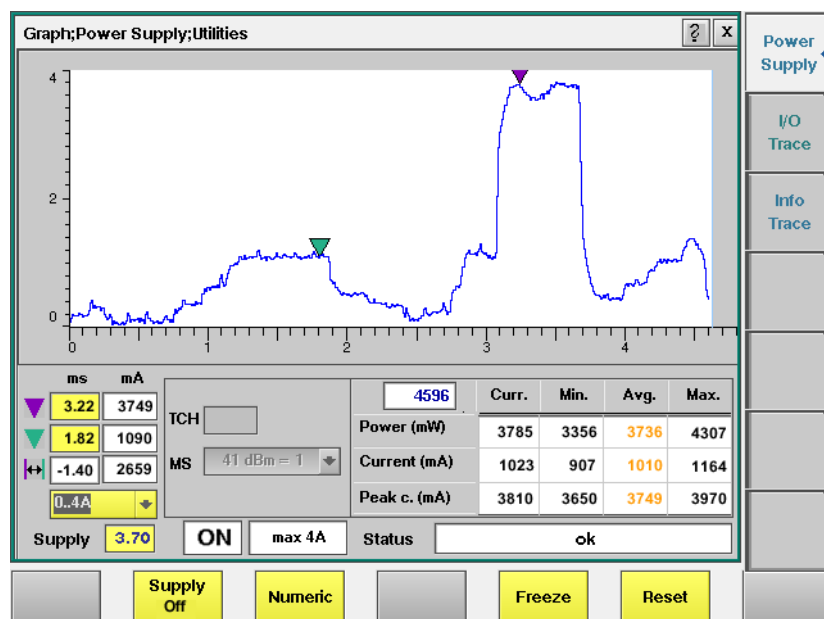 Graph;Power Supply;Utilities
?
X
Power
Supply
I/O
Trace
Info
Trace
4
2
0
0 1 2 3 4
ms mA
3.22 3749
1.82 1090
-1.40 2659
0..4A
TCH
MS 41 dBm = 1
4596 Curr. Min. Avg. Max.
Power (mW) 3785 3356 3736 4307
Current (mA) 1023 907 1010 1164
Peak c. (mA) 3810 3650 3749 3970
Supply 3.70 ON max 4A Status ok
Supply
Off
Numeric
Freeze
Reset